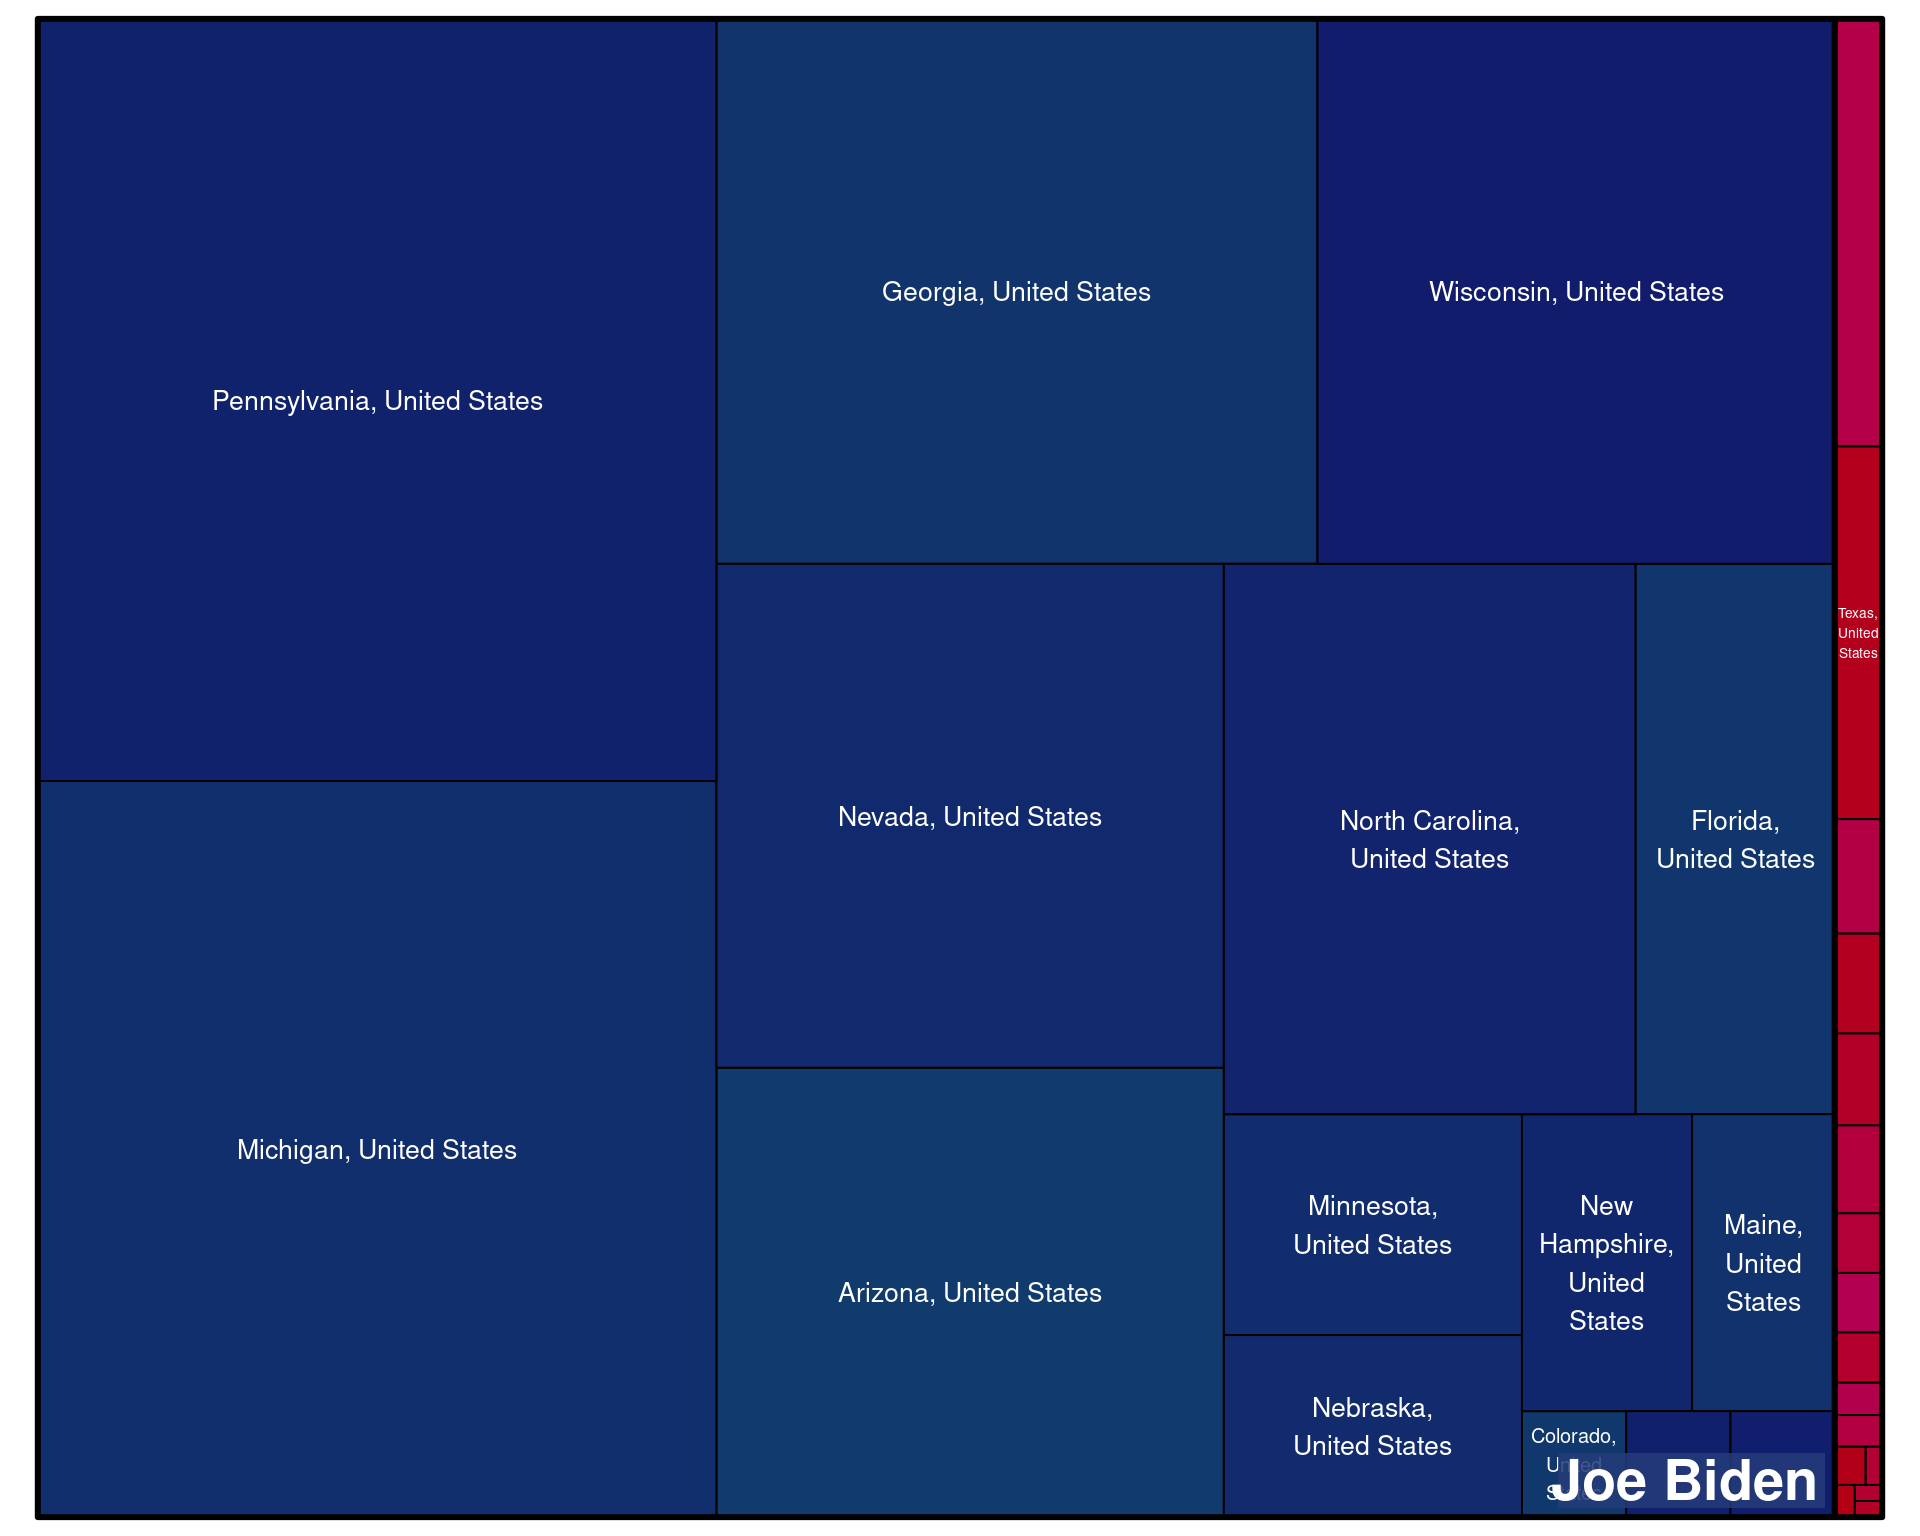 Pennsylvania, United States
Georgia, United States
Wisconsin, United States
Texas,
United
States
Nevada, United States
North Carolina,
United States
Florida,
United States
Michigan, United States
Arizona, United States
Minnesota,
United States
New
Hampshire,
United
States
Maine,
United
States
Nebraska,
United States
Colorado,
United
Joe Biden